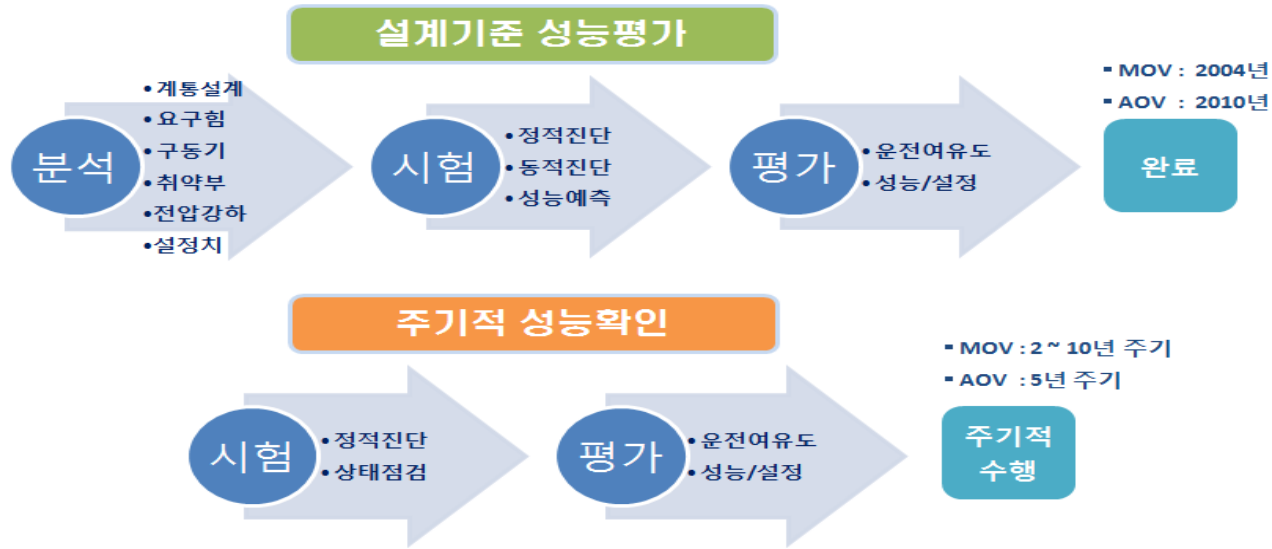 설계기준 성능평가
분석
•계통설계
•요구힘
•구동기
•취약부
•전압강하
•설정치
시험
•정적진단
•동적진단
•성능예측
평가
•운전여유도
•성능/설정
- MOV : 2004년
- AOV : 2010년
완료
주기적 성능확인
시험
•정적진단
•상태점검
평가
•운전여유도
•성능/설정
- MOV : 2 ~ 10년 주기
- AOV : 5년 주기
주기적
수행